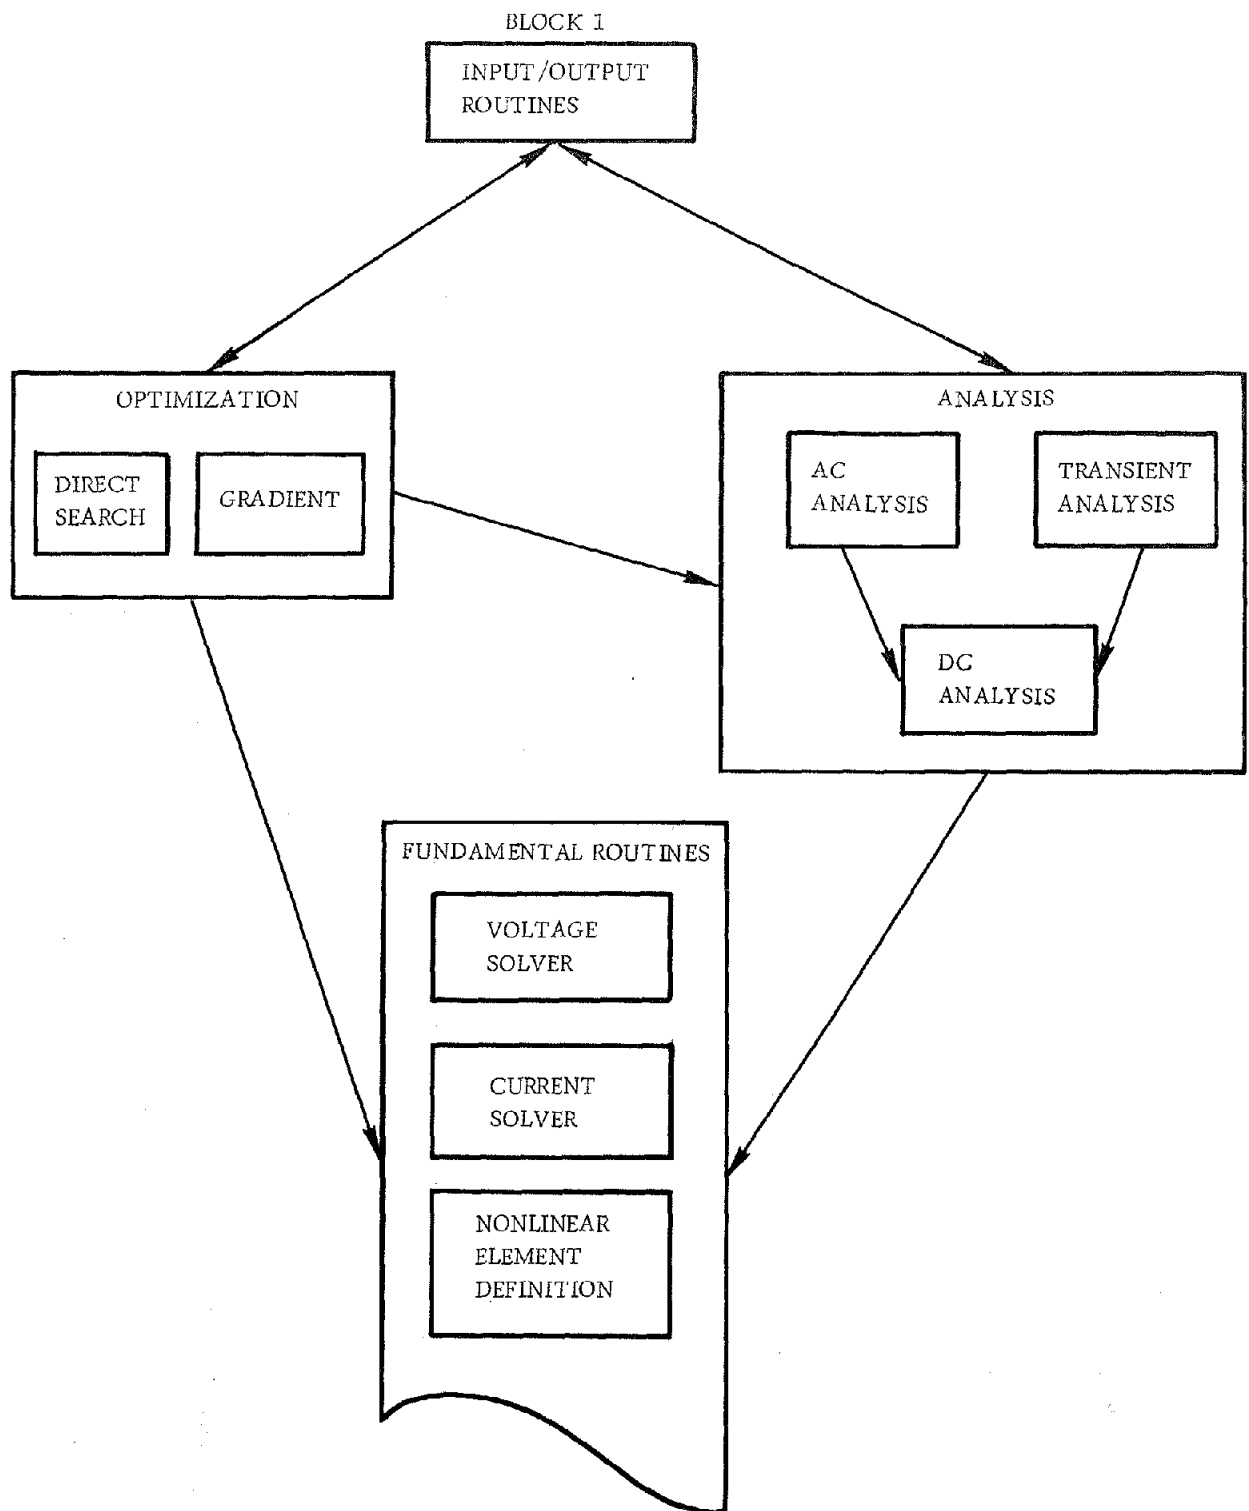 BLOCK 1
INPUT/OUTPUT
ROUTINES
OPTIMIZATION
DIRECT
SEARCH
GRADIENT
ANALYSIS
AC
ANALYSIS
TRANSIENT
ANALYSIS
DC
ANALYSIS
FUNDAMENTAL ROUTINES
VOLTAGE
SOLVER
CURRENT
SOLVER
NONLINEAR
ELEMENT
DEFINITION